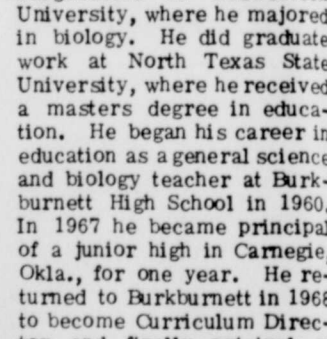 University, where he majored
in biology. He did graduate
work at North Texas State
University, where he received
a masters degree in educa-
tion. He began his career in
education as a general science
and biology teacher at Burk-
burnett High School in 1960.
In 1967 he became principal
of a junior high in Carnegie,
Okla., for one year. He re-
turned to Burkburnett in 1968
to become Curriculum Direc-